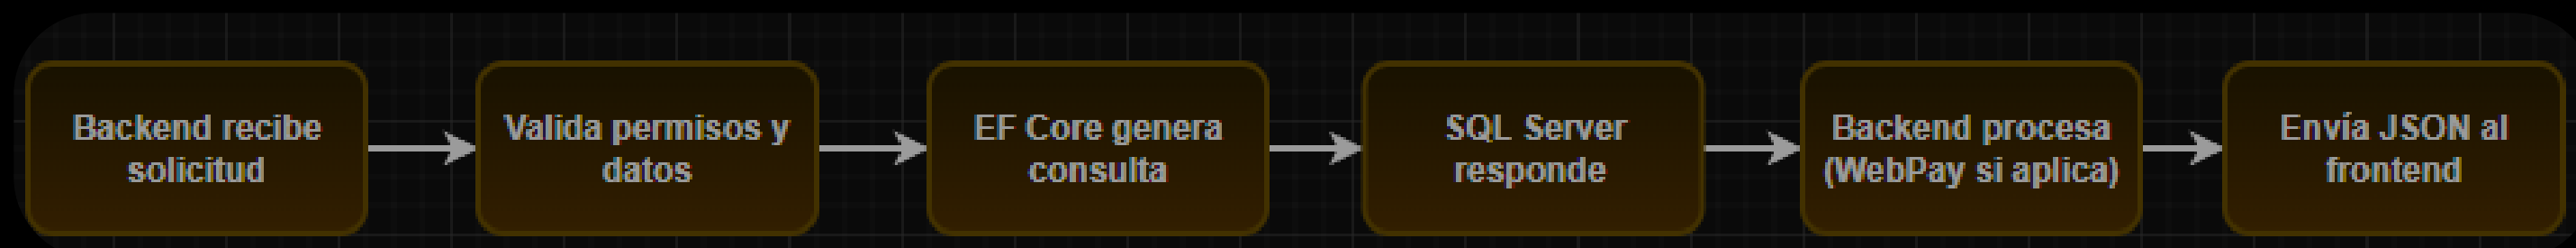 Backend recibe
solicitud
Valida permisos y
datos
EF Core genera
consulta
SQL Server
responde
Backend procesa
(WebPay si aplica)
Envía JSON al
frontend